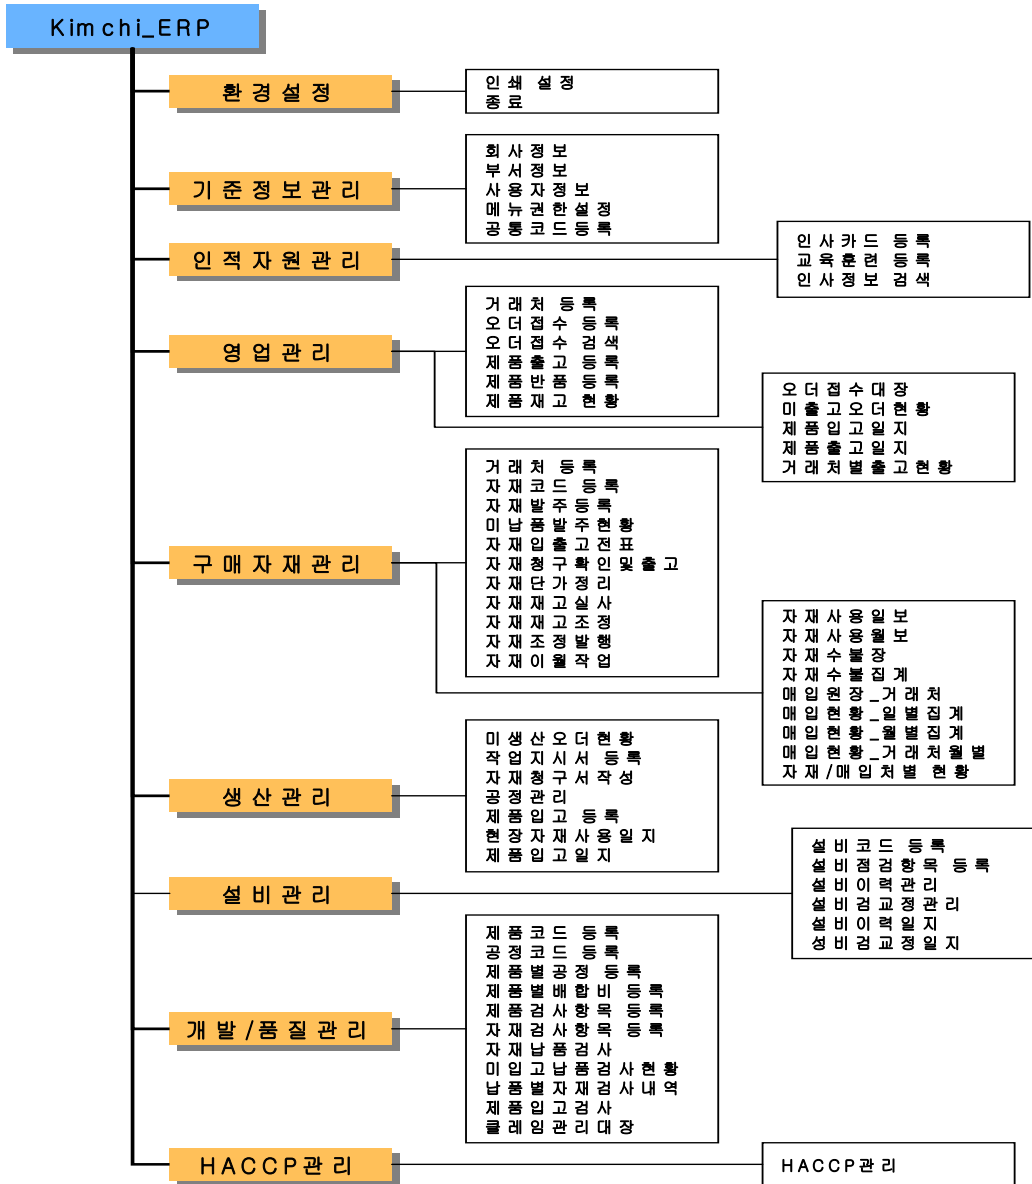 Kimchi_ERP
환경설정
인쇄 설정
종료
기준정보관리
회사정보
부서정보
사용자정보
메뉴권한설정
공통코드등록
인적자원관리
인사카드 등록
교육훈련 등록
인사정보 검색
영업관리
거래처 등록
오더접수 등록
오더접수 검색
제품출고 등록
제품반품 등록
제품재고 현황
오더접수대장
미출고오더현황
제품입고일지
제품출고일지
거래처별출고현황
구매자재관리
거래처 등록
자재코드 등록
자재발주등록
미납품발주현황
자재입출고전표
자재청구확인및출고
자재단가정리
자재재고실사
자재재고조정
자재조정발행
자재이월작업
자재사용일보
자재사용월보
자재수불장
자재수불집계
매입원장_거래처
매입현황_일별집계
매입현황_월별집계
매입현황_거래처월별
자재/매입처별 현황
생산관리
미생산오더현황
작업지시서 등록
자재청구서작성
공정관리
제품입고 등록
현장자재사용일지
제품입고일지
설비관리
설비코드 등록
설비점검항목 등록
설비이력관리
설비검교정관리
설비이력일지
성비검교정일지
개발/품질관리
제품코드 등록
공정코드 등록
제품별공정 등록
제품별배합비 등록
제품검사항목 등록
자재검사항목 등록
자재납품검사
미입고납품검사현황
납품별자재검사내역
제품입고검사
클레임관리대장
HACCP관리
HACCP관리